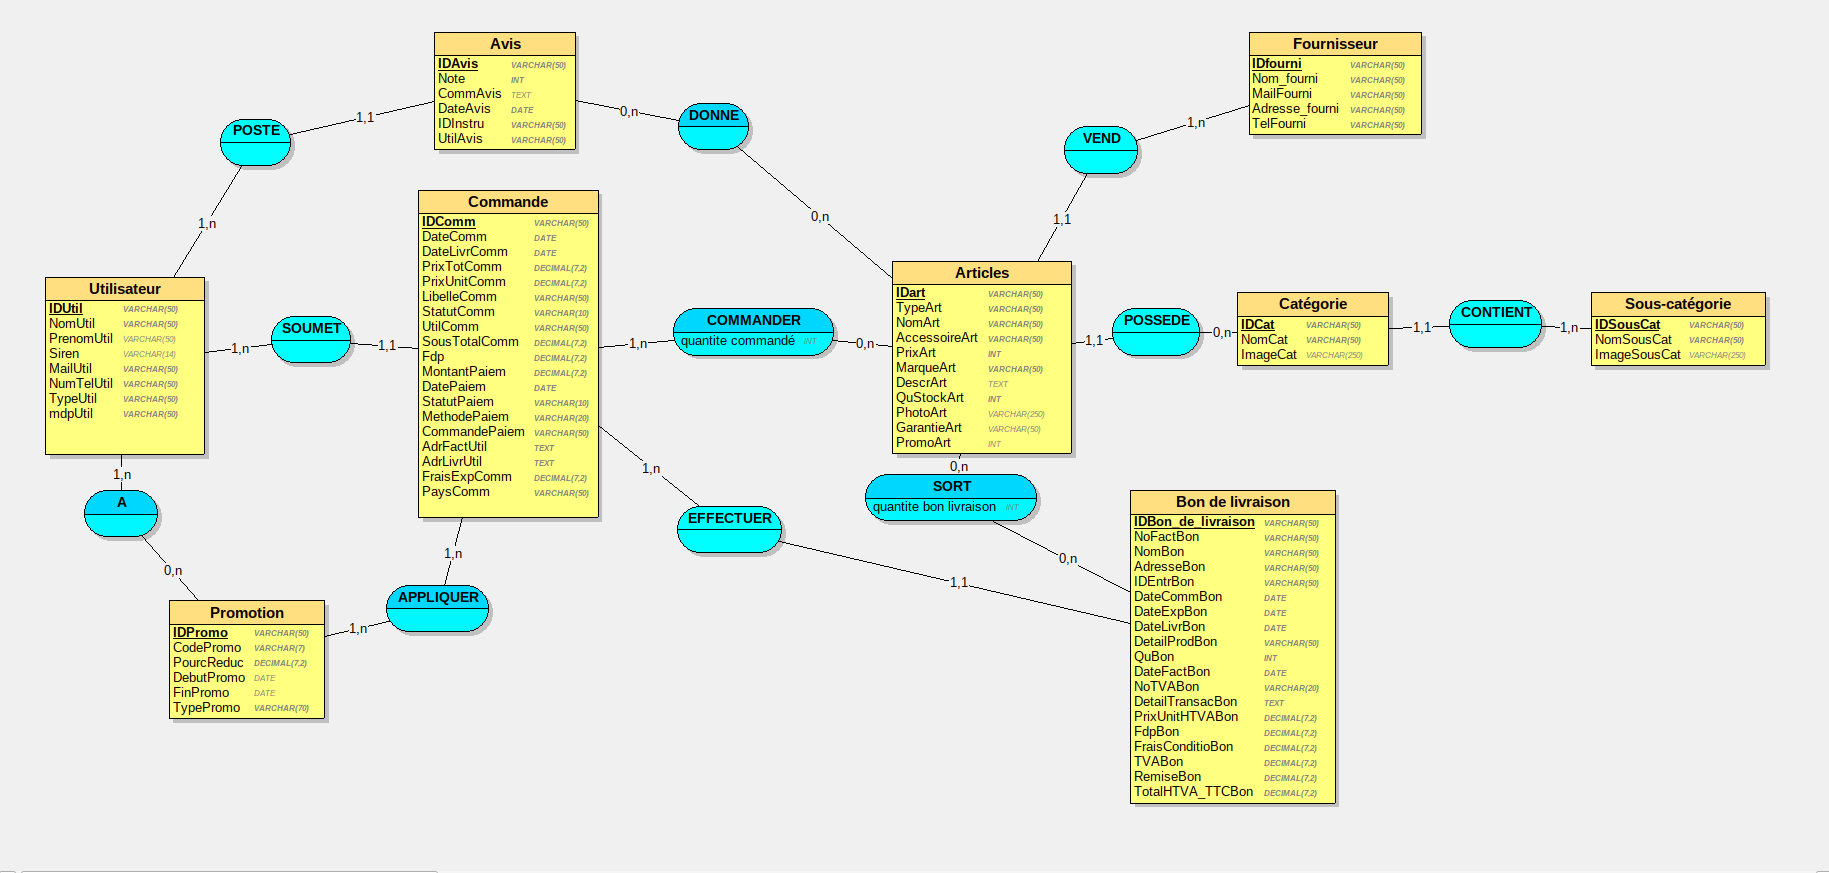 Avis
IDAvis VARCHAR(50)
Note INT
CommAvis TEXT
DateAvis DATE
IDInstru VARCHAR(50)
UtilAvis VARCHAR(50)
Fournisseur
IDfourni VARCHAR(50)
Nom_fourni VARCHAR(50)
MailFourni VARCHAR(50)
Adresse_fourni VARCHAR(50)
TelFourni VARCHAR(50)
POSTE
1,1
1,n
DONNE
0,n
0,n
VEND
1,n
1,1
Utilisateur
IDUtil VARCHAR(50)
NomUtil VARCHAR(50)
PrenomUtil VARCHAR(50)
Siren VARCHAR(14)
MailUtil VARCHAR(50)
NumTelUtil VARCHAR(50)
TypeUtil VARCHAR(50)
mdpUtil VARCHAR(50)
SOUMET
1,n
1,1
Commande
IDComm VARCHAR(50)
DateComm DATE
DateLivrComm DATE
PrixTotComm DECIMAL(7,2)
PrixUnitComm DECIMAL(7,2)
LibelleComm VARCHAR(50)
StatutComm VARCHAR(10)
UtilComm VARCHAR(50)
SousTotalComm DECIMAL(7,2)
Fdp DECIMAL(7,2)
MontantPaiem DECIMAL(7,2)
DatePaiem DATE
StatutPaiem VARCHAR(10)
MethodePaiem VARCHAR(20)
CommandePaiem VARCHAR(50)
AdrFactUtil TEXT
AdrLivrUtil TEXT
FraisExpComm DECIMAL(7,2)
PaysComm VARCHAR(50)
COMMANDER
quantite commandé INT
1,n
0,n
Articles
IDart VARCHAR(50)
TypeArt VARCHAR(50)
NomArt VARCHAR(50)
AccessoireArt VARCHAR(50)
PrixArt INT
MarqueArt VARCHAR(50)
DescrArt TEXT
QuStockArt INT
PhotoArt VARCHAR(250)
GarantieArt VARCHAR(50)
PromoArt INT
POSSEDE
1,1
0,n
Catégorie
IDCat VARCHAR(50)
NomCat VARCHAR(50)
ImageCat VARCHAR(250)
CONTIENT
1,1
1,n
Sous-catégorie
IDSousCat VARCHAR(50)
NomSousCat VARCHAR(50)
ImageSousCat VARCHAR(250)
1,n
A
0,n
Promotion
IDPromo VARCHAR(50)
CodePromo VARCHAR(7)
PourcReduc DECIMAL(7,2)
DebutPromo DATE
FinPromo DATE
TypePromo VARCHAR(70)
1,n
APPLIQUER
1,n
1,n
EFFECTUER
1,1
0,n
SORT
quantite bon livraison INT
0,n
Bon de livraison
IDBon_de_livraison VARCHAR(50)
NoFactBon VARCHAR(50)
NomBon VARCHAR(50)
AdresseBon VARCHAR(50)
IDEntrBon VARCHAR(50)
DateCommBon DATE
DateExpBon DATE
DateLivrBon DATE
DetailProdBon VARCHAR(50)
QuBon INT
DateFactBon DATE
NoTVABon VARCHAR(20)
DetailTransacBon TEXT
PrixUnitHTVABon DECIMAL(7,2)
FdpBon DECIMAL(7,2)
FraisConditioBon DECIMAL(7,2)
TVABon DECIMAL(7,2)
RemiseBon DECIMAL(7,2)
TotalHTVA_TTCBon DECIMAL(7,2)